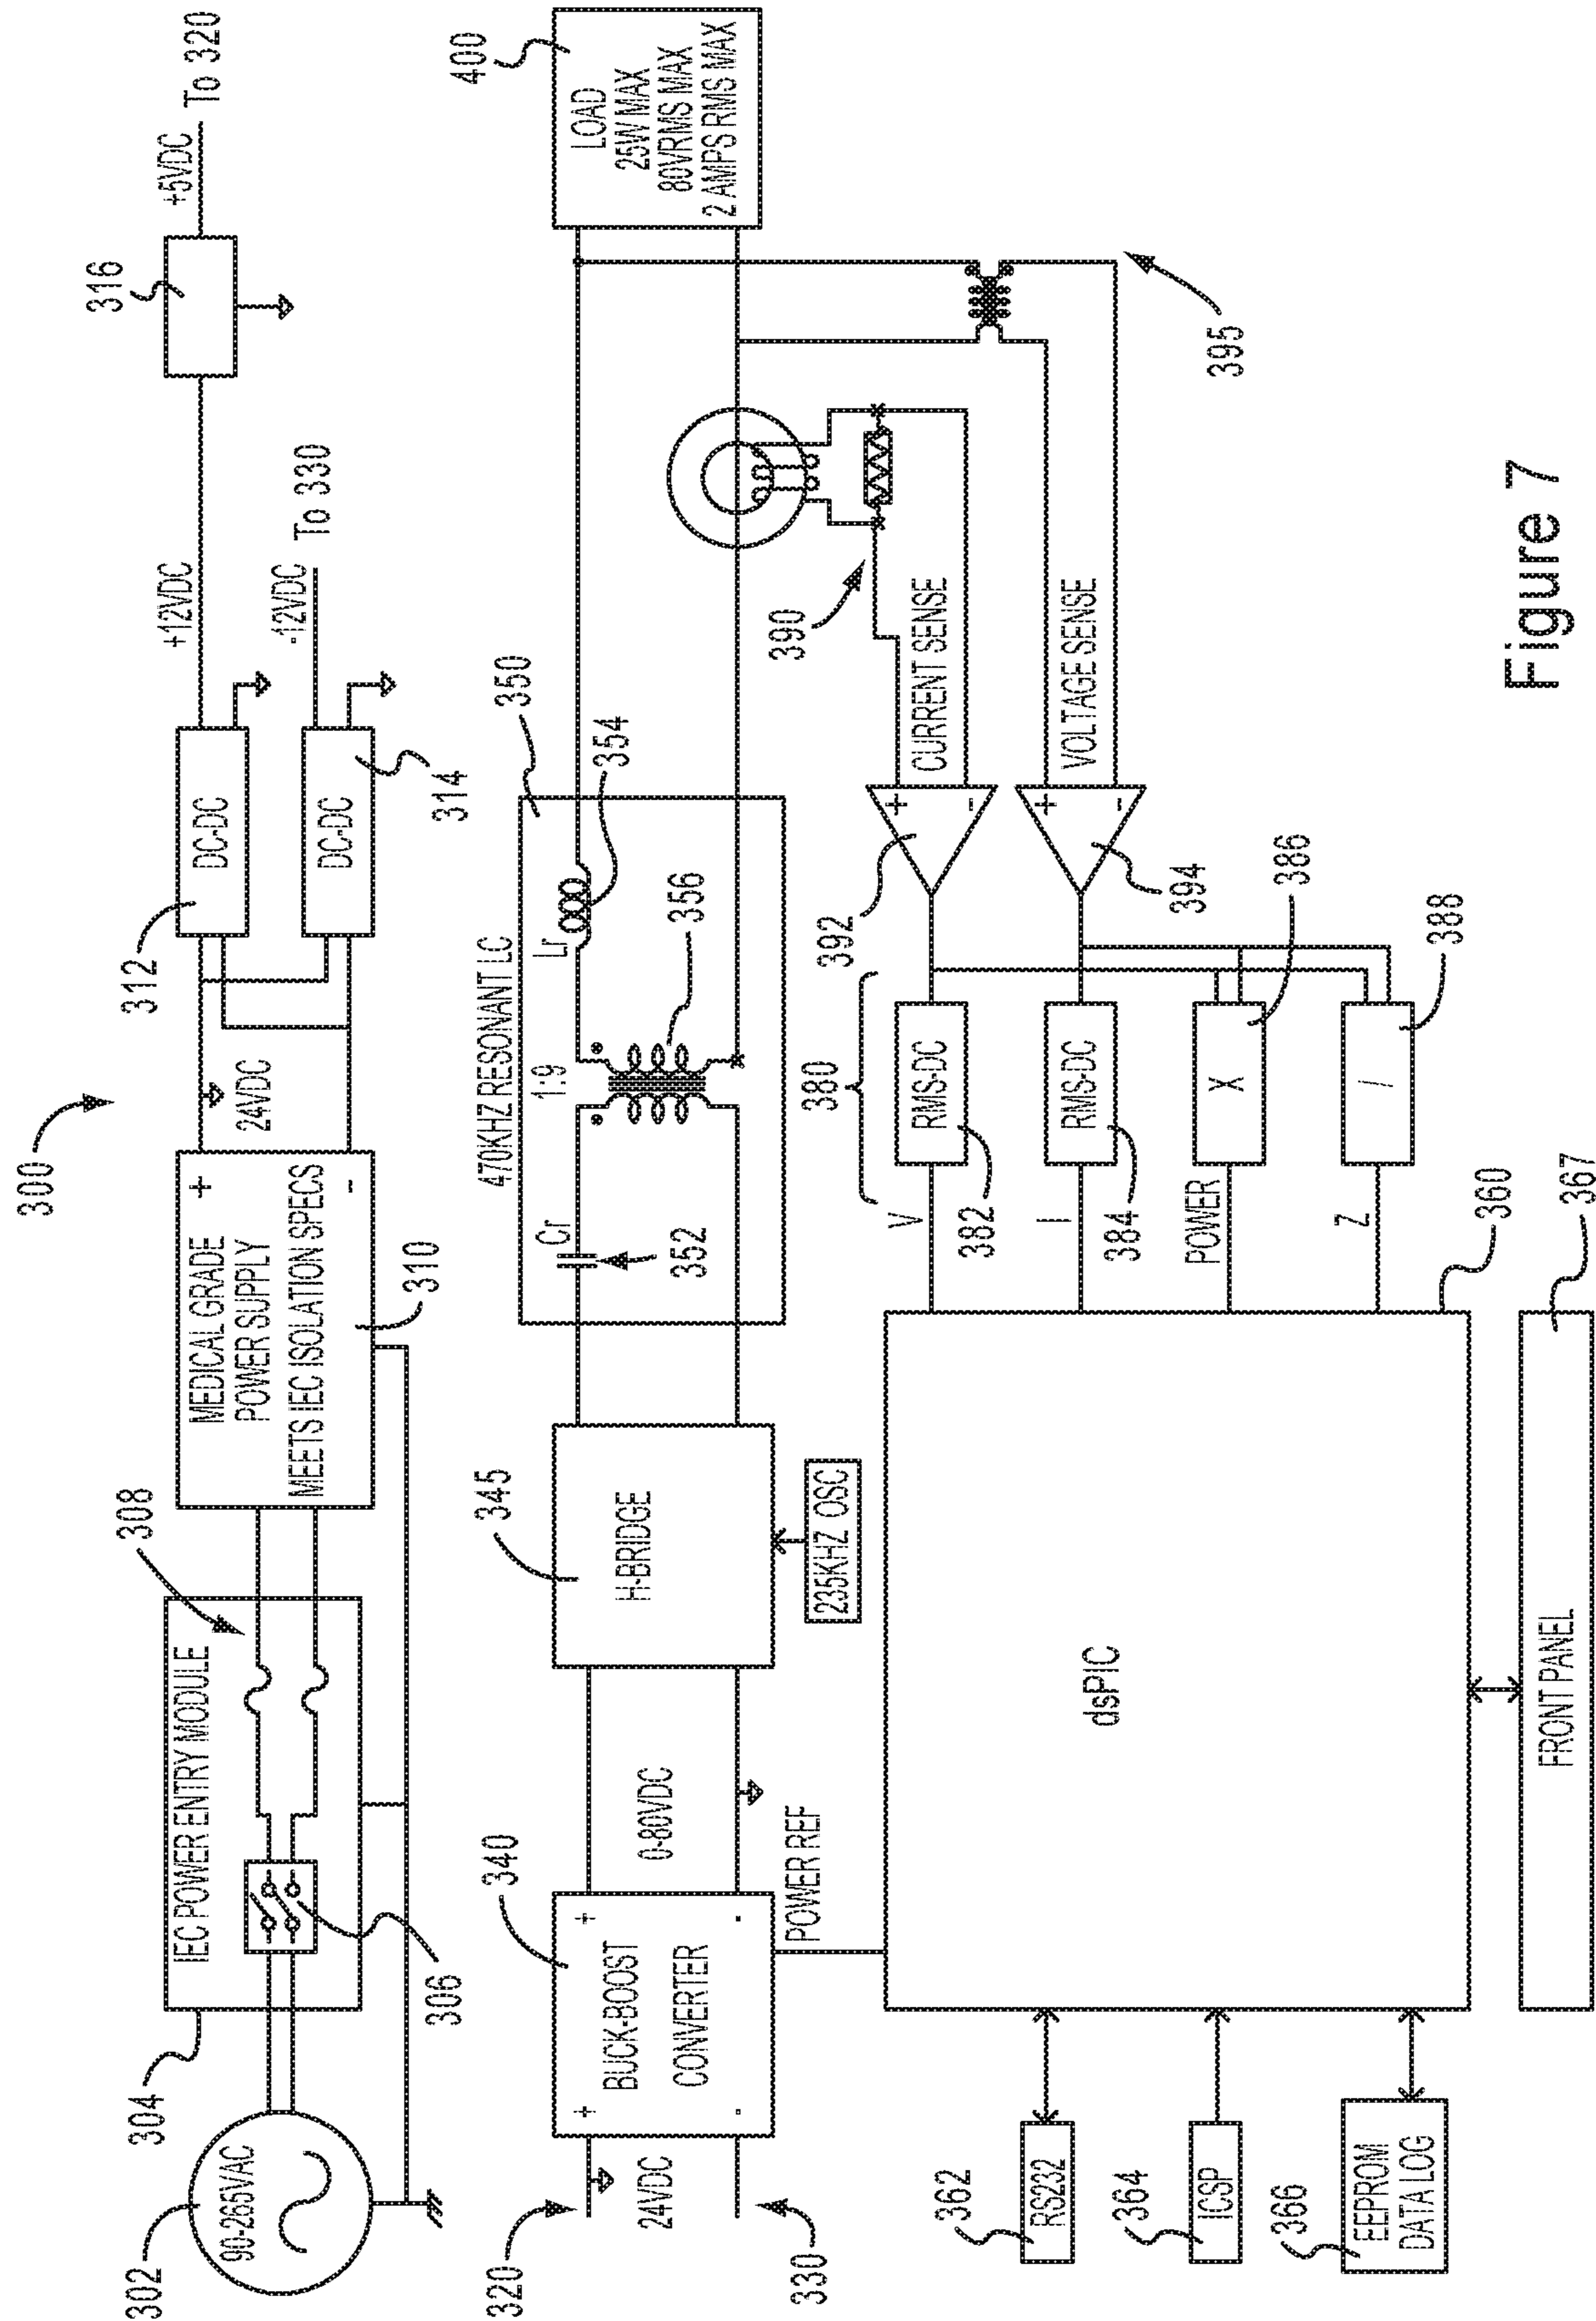 300
302
90-265VAC
304
IEC POWER ENTRY MODULE
306
308
MEDICAL GRADE
POWER SUPPLY
MEETS IEC ISOLATION SPECS
+
-
310
24VDC
312
DC-DC
DC-DC
314
+12VDC
-12VDC
To 330
316
+5VDC
To 320
320
24VDC
330
+
-
BUCK-BOOST
CONVERTER
+
-
340
0-80VDC
POWER REF
345
H-BRIDGE
235KHZ OSC
470KHZ RESONANT LC
350
Cr
352
1:9
356
Lr
354
LOAD
25W MAX
80VRMS MAX
2 AMPS RMS MAX
400
390
CURRENT SENSE
VOLTAGE SENSE
395
+
-
392
+
-
394
380
RMS-DC
382
RMS-DC
384
X
386
/
388
V
I
POWER
Z
dsPIC
360
362
RS232
364
ICSP
366
EEPROM
DATA LOG
FRONT PANEL
367
Figure 7